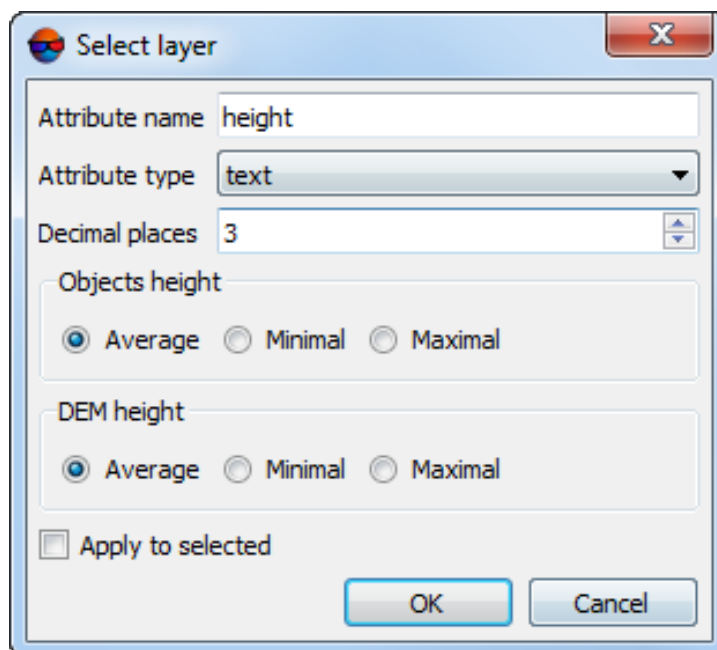 Select layer
Attribute name height
Attribute type text
Decimal places 3
Objects height
Average Minimal Maximal
DEM height
Average Minimal Maximal
Apply to selected
OK Cancel